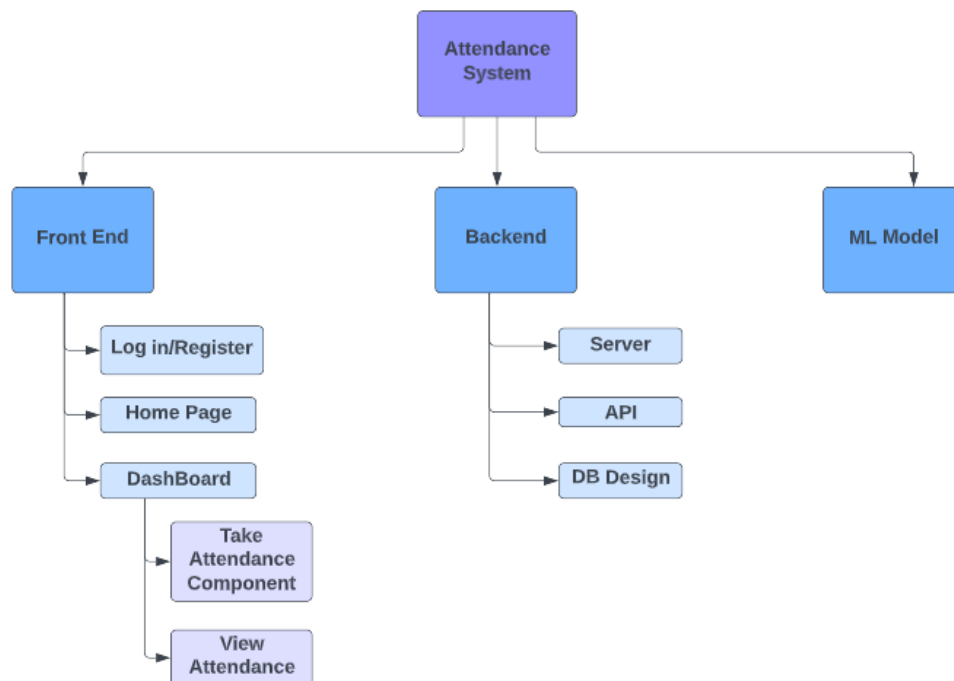 Attendance
System
Front End
Backend
ML Model
Log in/Register
Home Page
DashBoard
Take
Attendance
Component
View
Attendance
Server
API
DB Design